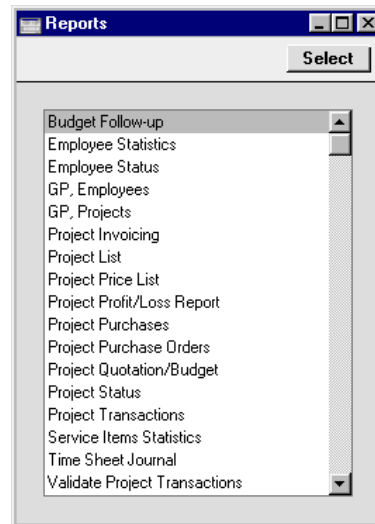 Reports
Select
Budget Follow-up
Employee Statistics
Employee Status
GP, Employees
GP, Projects
Project Invoicing
Project List
Project Price List
Project Profit/Loss Report
Project Purchases
Project Purchase Orders
Project Quotation/Budget
Project Status
Project Transactions
Service Items Statistics
Time Sheet Journal
Validate Project Transactions